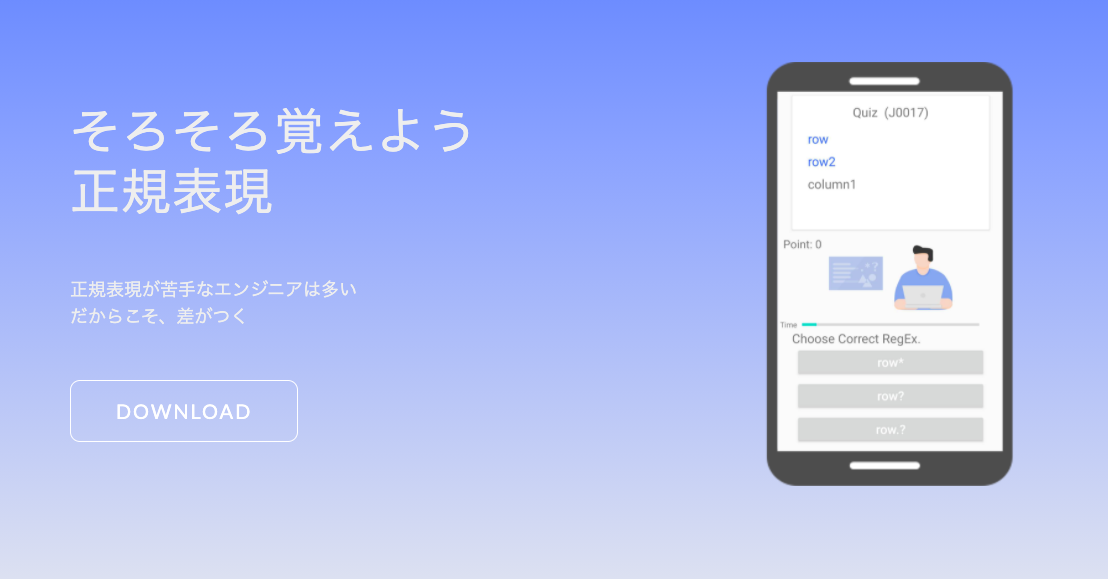 そろそろ覚えよう
正規表現
正規表現が苦手なエンジニアは多い
だからこそ、差がつく
DOWNLOAD
Quiz (J0017)
row
row2
column1
Point: 0
Time
Choose Correct RegEx.
row*
row?
row.?